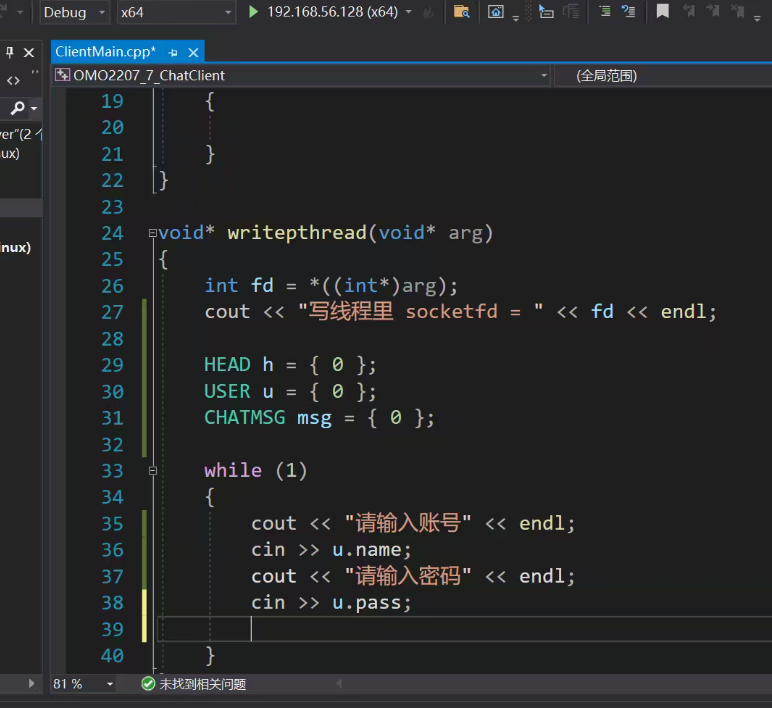 Debug x64 192.168.56.128 (x64)
ClientMain.cpp*
OMO2207_7_ChatClient (全局范围)
ver"(2 个
nux)
inux)
19 {
20
21 }
22 }
23
24 void* writepthread(void* arg)
25 {
26 int fd = *((int*)arg);
27 cout << "写线程里 socketfd = " << fd << endl;
28
29 HEAD h = { 0 };
30 USER u = { 0 };
31 CHATMSG msg = { 0 };
32
33 while (1)
34 {
35 cout << "请输入账号" << endl;
36 cin >> u.name;
37 cout << "请输入密码" << endl;
38 cin >> u.pass;
39
40 }
81 % 未找到相关问题